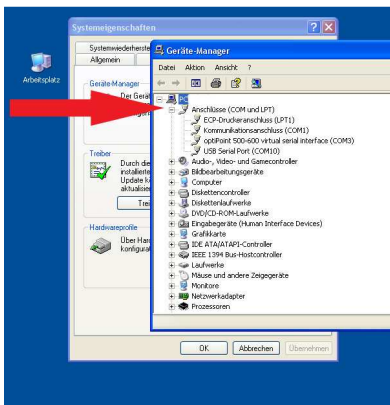 Systemeigenschaften
Systemwiederherste
Allgemein
Arbeitsplatz
Geräte-Manager
Der Gerät
Treiber
Durch die
installierte
Update k
aktualisier
Trei
Hardwareprofile
Über Har
konfigurat
OK
Abbrechen
Übernehmen
Geräte-Manager
Datei Aktion Ansicht ?
PC
Anschlüsse (COM und LPT)
ECP-Druckeranschluss (LPT1)
Kommunikationsanschluss (COM1)
optiPoint 500-600 virtual serial interface (COM3)
USB Serial Port (COM10)
Audio-, Video- und Gamecontroller
Bildbearbeitungsgeräte
Computer
Diskettencontroller
Diskettenlaufwerke
DVD/CD-ROM-Laufwerke
Eingabegeräte (Human Interface Devices)
Grafikkarte
IDE ATA/ATAPI-Controller
IEEE 1394 Bus-Hostcontroller
Laufwerke
Mäuse und andere Zeigegeräte
Monitore
Netzwerkadapter
Prozessoren